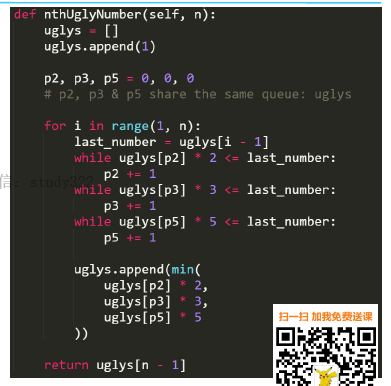 def nthUglyNumber(self, n):
    uglys = []
    uglys.append(1)

    p2, p3, p5 = 0, 0, 0
    # p2, p3 & p5 share the same queue: uglys

    for i in range(1, n):
        last_number = uglys[i - 1]
        while uglys[p2] * 2 <= last_number:
            p2 += 1
        while uglys[p3] * 3 <= last_number:
            p3 += 1
        while uglys[p5] * 5 <= last_number:
            p5 += 1

        uglys.append(min(
            uglys[p2] * 2,
            uglys[p3] * 3,
            uglys[p5] * 5
        ))

    return uglys[n - 1]
扫一扫 加我免费送课